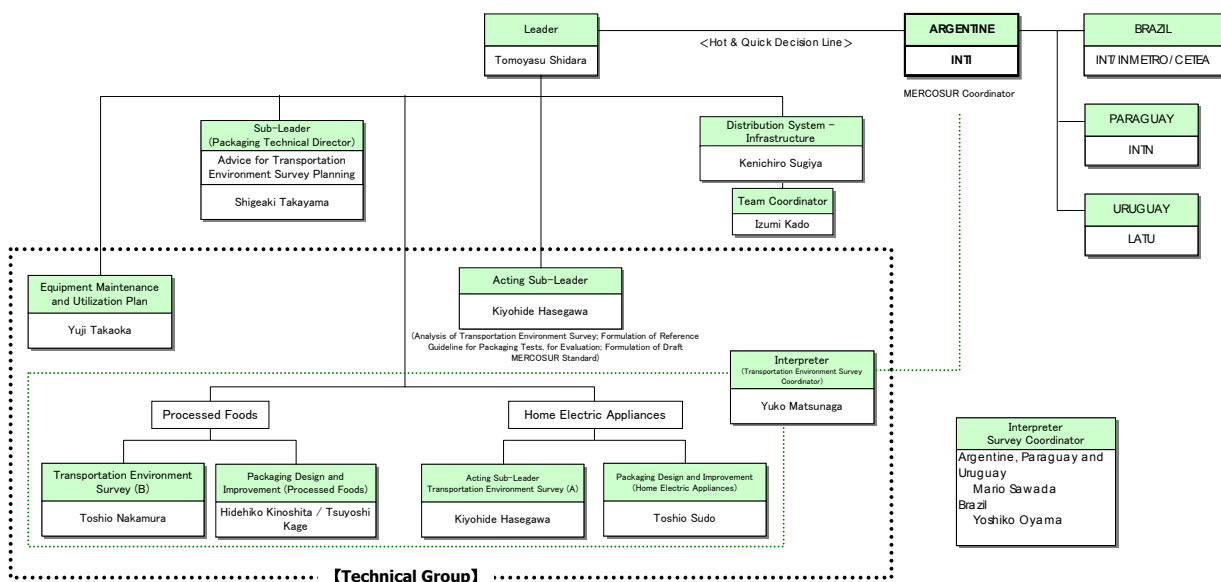 Leader
Tomoyasu Shidara
<Hot & Quick Decision Line>
ARGENTINE
INTI
MERCOSUR Coordinator
BRAZIL
INT/INMETRO/CETEA
PARAGUAY
INTN
URUGUAY
LATU
Sub-Leader
(Packaging Technical Director)
Advice for Transportation
Environment Survey Planning
Shigeaki Takayama
Distribution System -
Infrastructure
Kenichiro Sugiya
Team Coordinator
Izumi Kado
Equipment Maintenance
and Utilization Plan
Yuji Takaoka
Acting Sub-Leader
Kiyohide Hasegawa
(Analysis of Transportation Environment Survey; Formulation of Reference
Guideline for Packaging Tests, for Evaluation; Formulation of Draft
MERCOSUR Standard)
Interpreter
(Transportation Environment Survey
Coordinator)
Yuko Matsunaga
Processed Foods
Home Electric Appliances
Transportation Environment
Survey (B)
Toshio Nakamura
Packaging Design and
Improvement (Processed Foods)
Hidehiko Kinoshita / Tsuyoshi
Kage
Acting Sub-Leader
Transportation Environment Survey (A)
Kiyohide Hasegawa
Packaging Design and Improvement
(Home Electric Appliances)
Toshio Sudo
Interpreter
Survey Coordinator
Argentine, Paraguay and
Uruguay
Mario Sawada
Brazil
Yoshiko Oyama
【Technical Group】